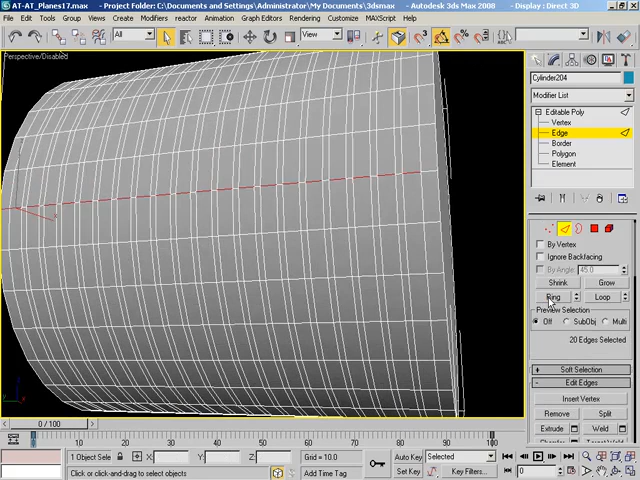 AT-AT_Planes17.max - Project Folder: C:\Documents and Settings\Administrator\My Documents\3dsmax - Autodesk 3ds Max 2008 - Display : Direct 3D
File Edit Tools Group Views Create Modifiers Animation Graph Editors Rendering Customize MAXScript Help
All View
Perspective/Disabled
Cylinder204
Modifier List
Editable Poly
Vertex
Edge
Border
Polygon
Element
By Vertex
Ignore Backfacing
By Angle: 45.0
Shrink Grow
Ring Loop
Preview Selection
Off SubObj Multi
20 Edges Selected
+ Soft Selection
- Edit Edges
Insert Vertex
Remove Split
Extrude Weld
x
0 / 100
0 10 20 30 40 50 60 70 80 90 100
1 Object Sele X: Y: Z: Grid = 10.0
Auto Key Selected
Click or click-and-drag to select objects
Add Time Tag
Set Key Key Filters... 0